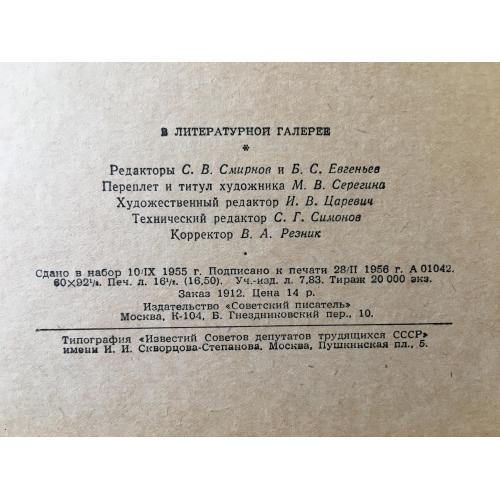 В ЛИТЕРАТУРНОЙ ГАЛЕРЕЕ
*
Редакторы С. В. Смирнов и Б. С. Евгеньев
Переплет и титул художника М. В. Серегина
Художественный редактор И. В. Царевич
Технический редактор С. Г. Симонов
Корректор В. А. Резник
Сдано в набор 10/IX 1955 г. Подписано к печати 28/II 1956 г. А 01042.
60×92¹/₈. Печ. л. 16¹/₂ (16,50). Уч.-изд. л. 7,83. Тираж 20 000 экз.
Заказ 1912. Цена 14 р.
Издательство «Советский писатель»
Москва, К-104, Б. Гнездниковский пер., 10.
Типография «Известий Советов депутатов трудящихся СССР»
имени И. И. Скворцова-Степанова. Москва, Пушкинская пл., 5.